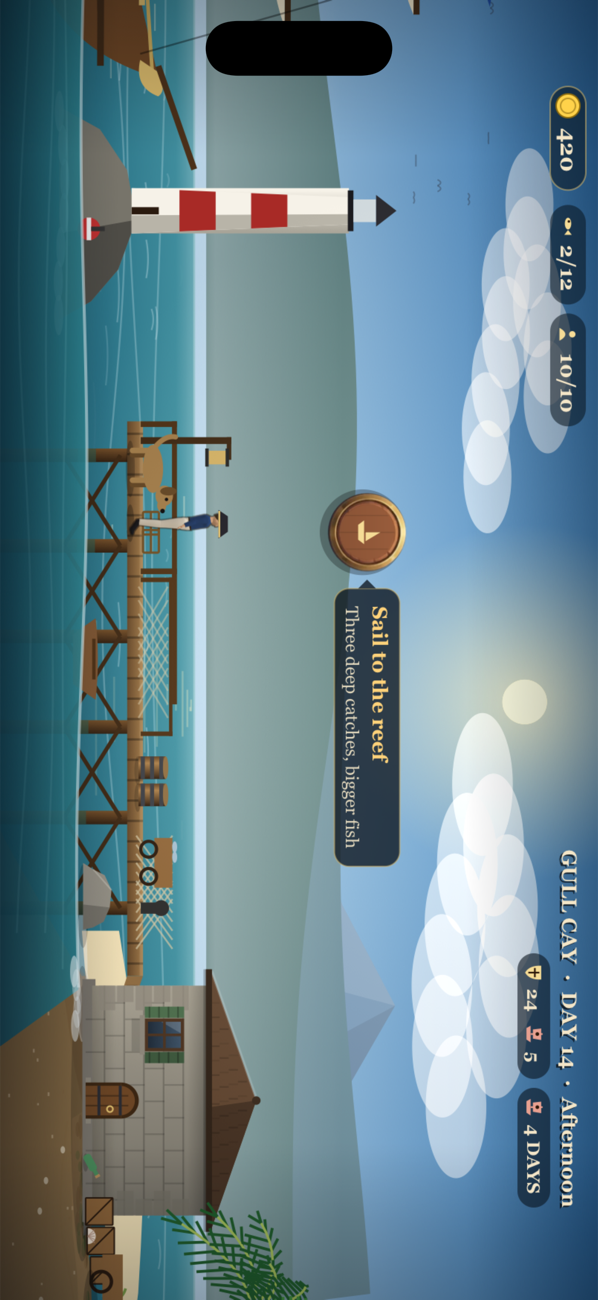 420
2/12
10/10
GULL CAY · DAY 14 · Afternoon
24 5
4 DAYS
Sail to the reef
Three deep catches, bigger fish